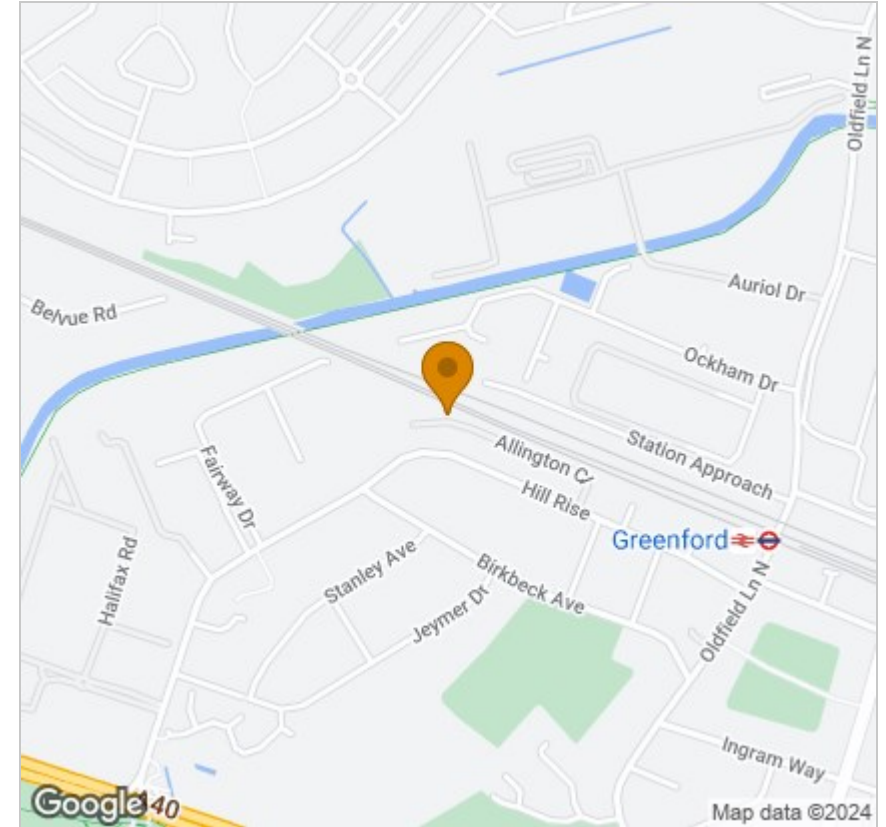 Oldfield Ln N
Auriol Dr
Belvue Rd
Ockham Dr
Station Approach
Allington C
Fairway Dr
Hill Rise
Greenford
Halifax Rd
Stanley Ave
Birkbeck Ave
Jeymer Dr
Oldfield Ln N
Ingram Way
Google
A40
Map data ©2024